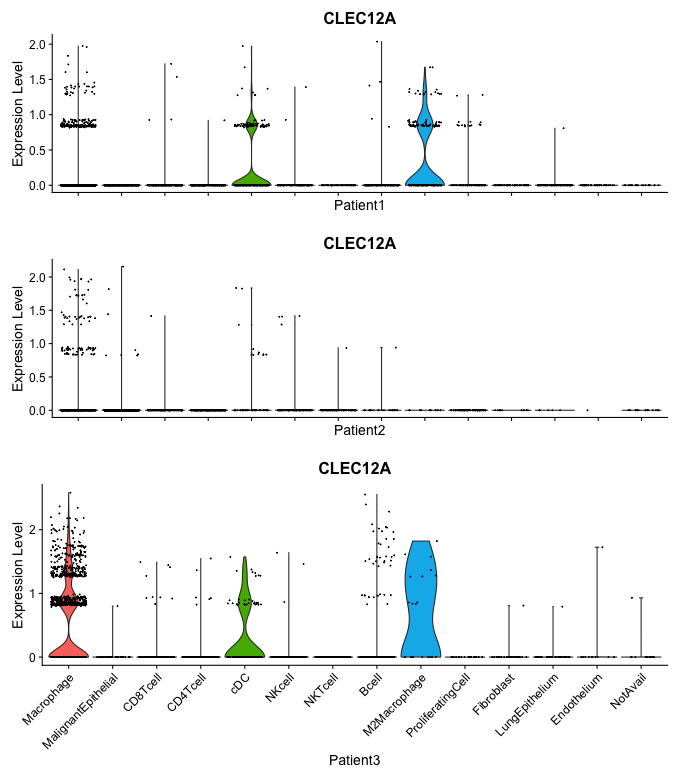 CLEC12A
Expression Level
2.0
1.5
1.0
0.5
0.0
Patient1
CLEC12A
Expression Level
2.0
1.5
1.0
0.5
0.0
Patient2
CLEC12A
Expression Level
2
1
0
Macrophage
MalignantEpithelial
CD8Tcell
CD4Tcell
cDC
NKcell
NKTcell
Bcell
M2Macrophage
ProliferatingCell
Fibroblast
LungEpithelium
Endothelium
NotAvail
Patient3